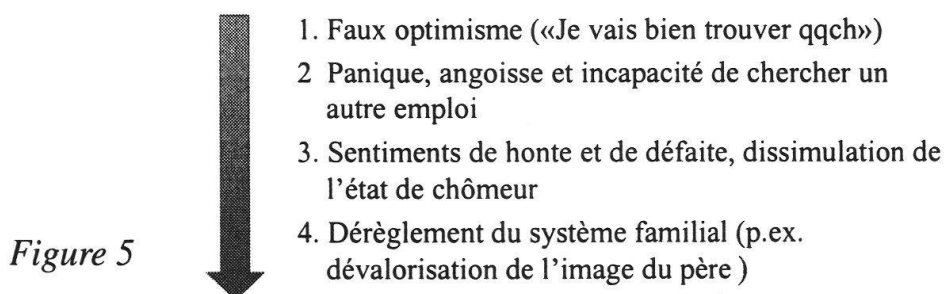 1. Faux optimisme («Je vais bien trouver qqch»)
2 Panique, angoisse et incapacité de chercher un
autre emploi
3. Sentiments de honte et de défaite, dissimulation de
l'état de chômeur
4. Dérèglement du système familial (p.ex.
dévalorisation de l'image du père )
Figure 5